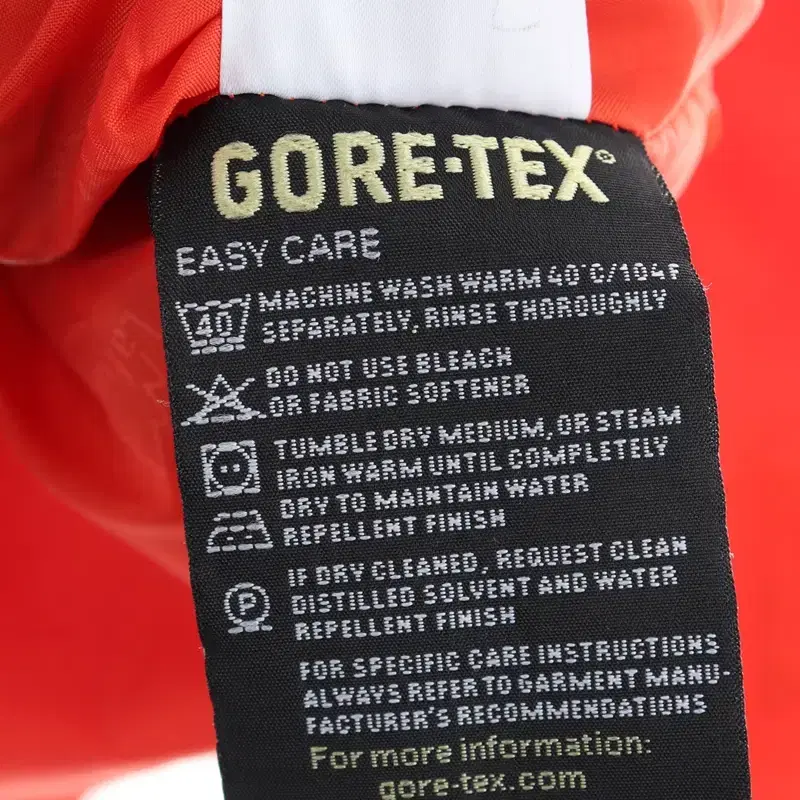 GORE-TEX®
EASY CARE
40 MACHINE WASH WARM 40°C/104 F
SEPARATELY, RINSE THOROUGHLY
DO NOT USE BLEACH
OR FABRIC SOFTENER
TUMBLE DRY MEDIUM, OR STEAM
IRON WARM UNTIL COMPLETELY
DRY TO MAINTAIN WATER
REPELLENT FINISH
P IF DRY CLEANED, REQUEST CLEAN
DISTILLED SOLVENT AND WATER
REPELLENT FINISH
FOR SPECIFIC CARE INSTRUCTIONS
ALWAYS REFER TO GARMENT MANU-
FACTURER'S RECOMMENDATIONS
For more information:
gore-tex.com